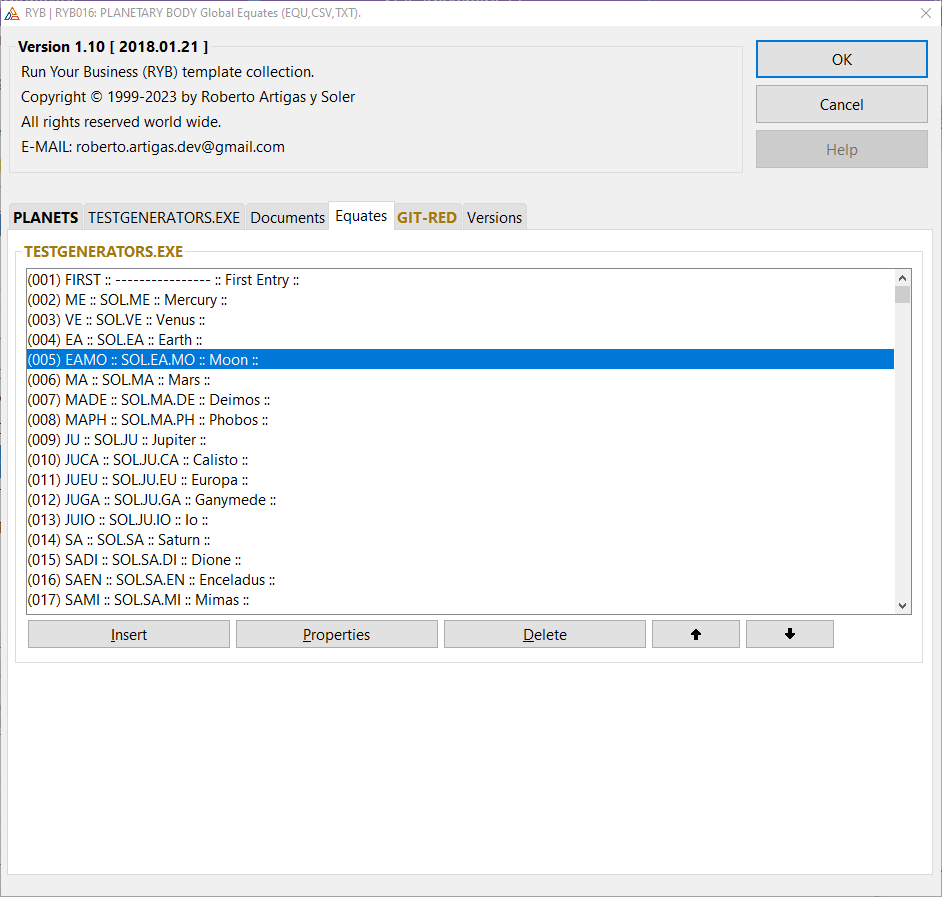 RYB | RYB016: PLANETARY BODY Global Equates (EQU,CSV,TXT).
Version 1.10 [ 2018.01.21 ]
Run Your Business (RYB) template collection.
Copyright © 1999-2023 by Roberto Artigas y Soler
All rights reserved world wide.
E-MAIL: roberto.artigas.dev@gmail.com
OK
Cancel
Help
PLANETS TESTGENERATORS.EXE Documents Equates GIT-RED Versions
TESTGENERATORS.EXE
(001) FIRST :: ---------------- :: First Entry ::
(002) ME :: SOL.ME :: Mercury ::
(003) VE :: SOL.VE :: Venus ::
(004) EA :: SOL.EA :: Earth ::
(005) EAMO :: SOL.EA.MO :: Moon ::
(006) MA :: SOL.MA :: Mars ::
(007) MADE :: SOL.MA.DE :: Deimos ::
(008) MAPH :: SOL.MA.PH :: Phobos ::
(009) JU :: SOL.JU :: Jupiter ::
(010) JUCA :: SOL.JU.CA :: Calisto ::
(011) JUEU :: SOL.JU.EU :: Europa ::
(012) JUGA :: SOL.JU.GA :: Ganymede ::
(013) JUIO :: SOL.JU.IO :: Io ::
(014) SA :: SOL.SA :: Saturn ::
(015) SADI :: SOL.SA.DI :: Dione ::
(016) SAEN :: SOL.SA.EN :: Enceladus ::
(017) SAMI :: SOL.SA.MI :: Mimas ::
Insert Properties Delete